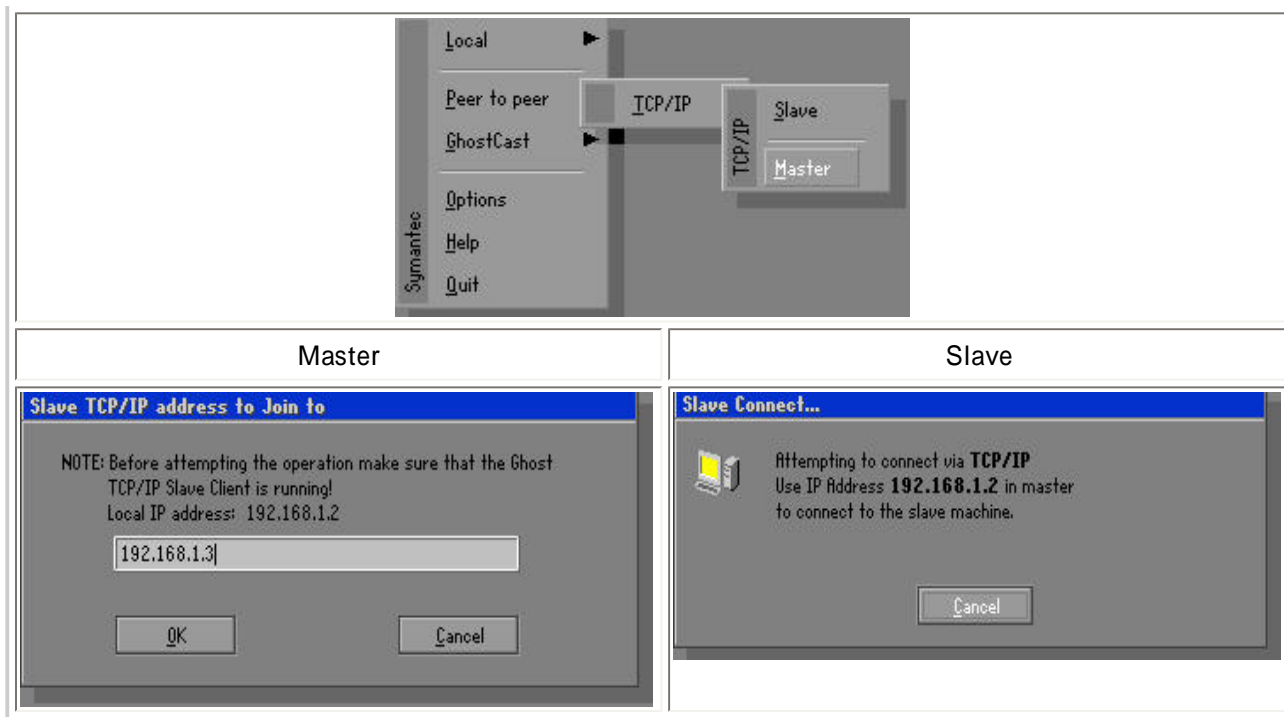 Local
Peer to peer
GhostCast
Options
Help
Quit
Symantec
TCP/IP
TCP/IP
Slave
Master
Master
Slave
Slave TCP/IP address to Join to
NOTE: Before attempting the operation make sure that the Ghost
TCP/IP Slave Client is running!
Local IP address: 192.168.1.2
192.168.1.3
OK
Cancel
Slave Connect...
Attempting to connect via TCP/IP
Use IP Address 192.168.1.2 in master
to connect to the slave machine.
Cancel